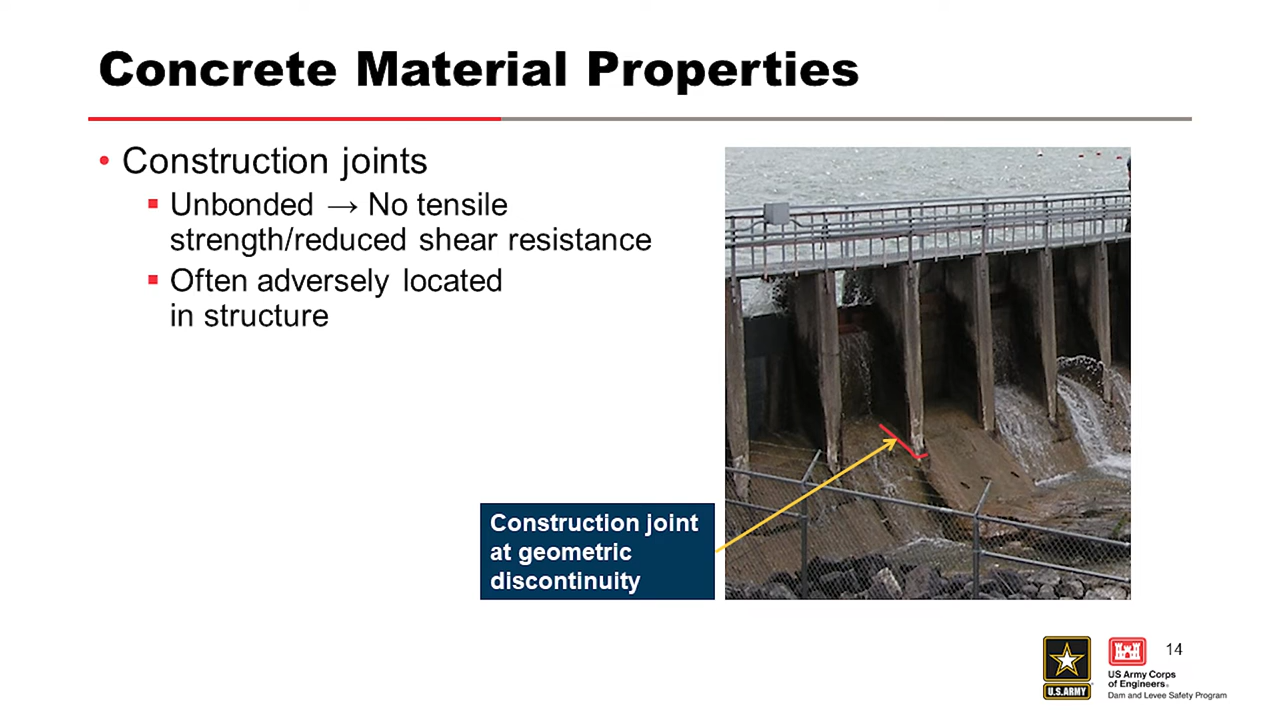 Concrete Material Properties
• Construction joints
▪ Unbonded → No tensile
strength/reduced shear resistance
▪ Often adversely located
in structure
Construction joint
at geometric
discontinuity
14
U.S.ARMY
US Army Corps
of Engineers®
Dam and Levee Safety Program